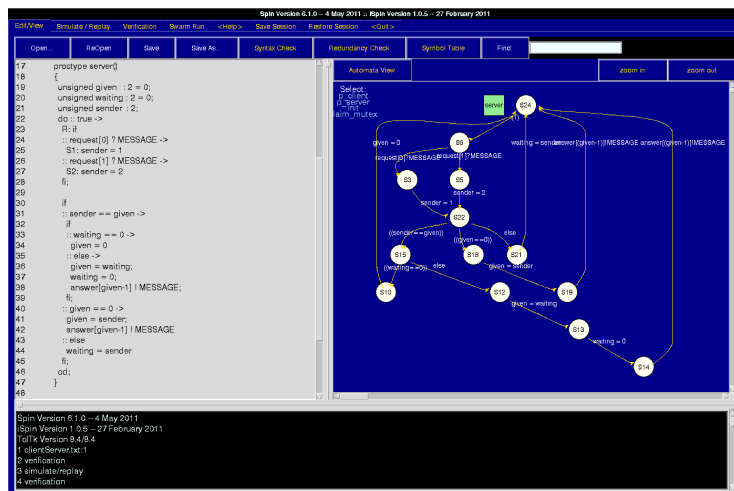 Spin Version 6.1.0 -- 4 May 2011 :: iSpin Version 1.0.5 -- 27 February 2011
Edit/View Simulate / Replay Verification Swarm Run <Help> Save Session Restore Session <Quit>
Open... ReOpen Save Save As... Syntax Check Redundancy Check Symbol Table Find:
17 proctype server()
18 {
19 unsigned given : 2 = 0;
20 unsigned waiting : 2 = 0;
21 unsigned sender : 2;
22 do :: true ->
23 R: if
24 :: request[0] ? MESSAGE ->
25 S1: sender = 1
26 :: request[1] ? MESSAGE ->
27 S2: sender = 2
28 fi;
29
30 if
31 :: sender == given ->
32 if
33 :: waiting == 0 ->
34 given = 0
35 :: else ->
36 given = waiting;
37 waiting = 0;
38 answer[given-1] ! MESSAGE;
39 fi;
40 :: given == 0 ->
41 given = sender;
42 answer[given-1] ! MESSAGE
43 :: else
44 waiting = sender
45 fi;
46 od;
47 }
48
Automata View zoom in zoom out
Select:
p_client
p_server
_init
laim_mutex
server S24
(1)
given = 0 S6 waiting = sender answer[(given-1)]!MESSAGE answer[(given-1)]!MESSAGE
request[0]?MESSAGE request[1]?MESSAGE
S3 S5
sender = 2
sender = 1
S22
((sender==given)) ((given==0)) else
S15 S18 S21
((waiting==0)) else given = sender
S10 S12 S19
given = waiting
S13
waiting = 0
S14
Spin Version 6.1.0 -- 4 May 2011
iSpin Version 1.0.5 -- 27 February 2011
TclTk Version 8.4/8.4
1 clientServer.txt:1
2 verification
3 simulate/replay
4 verification